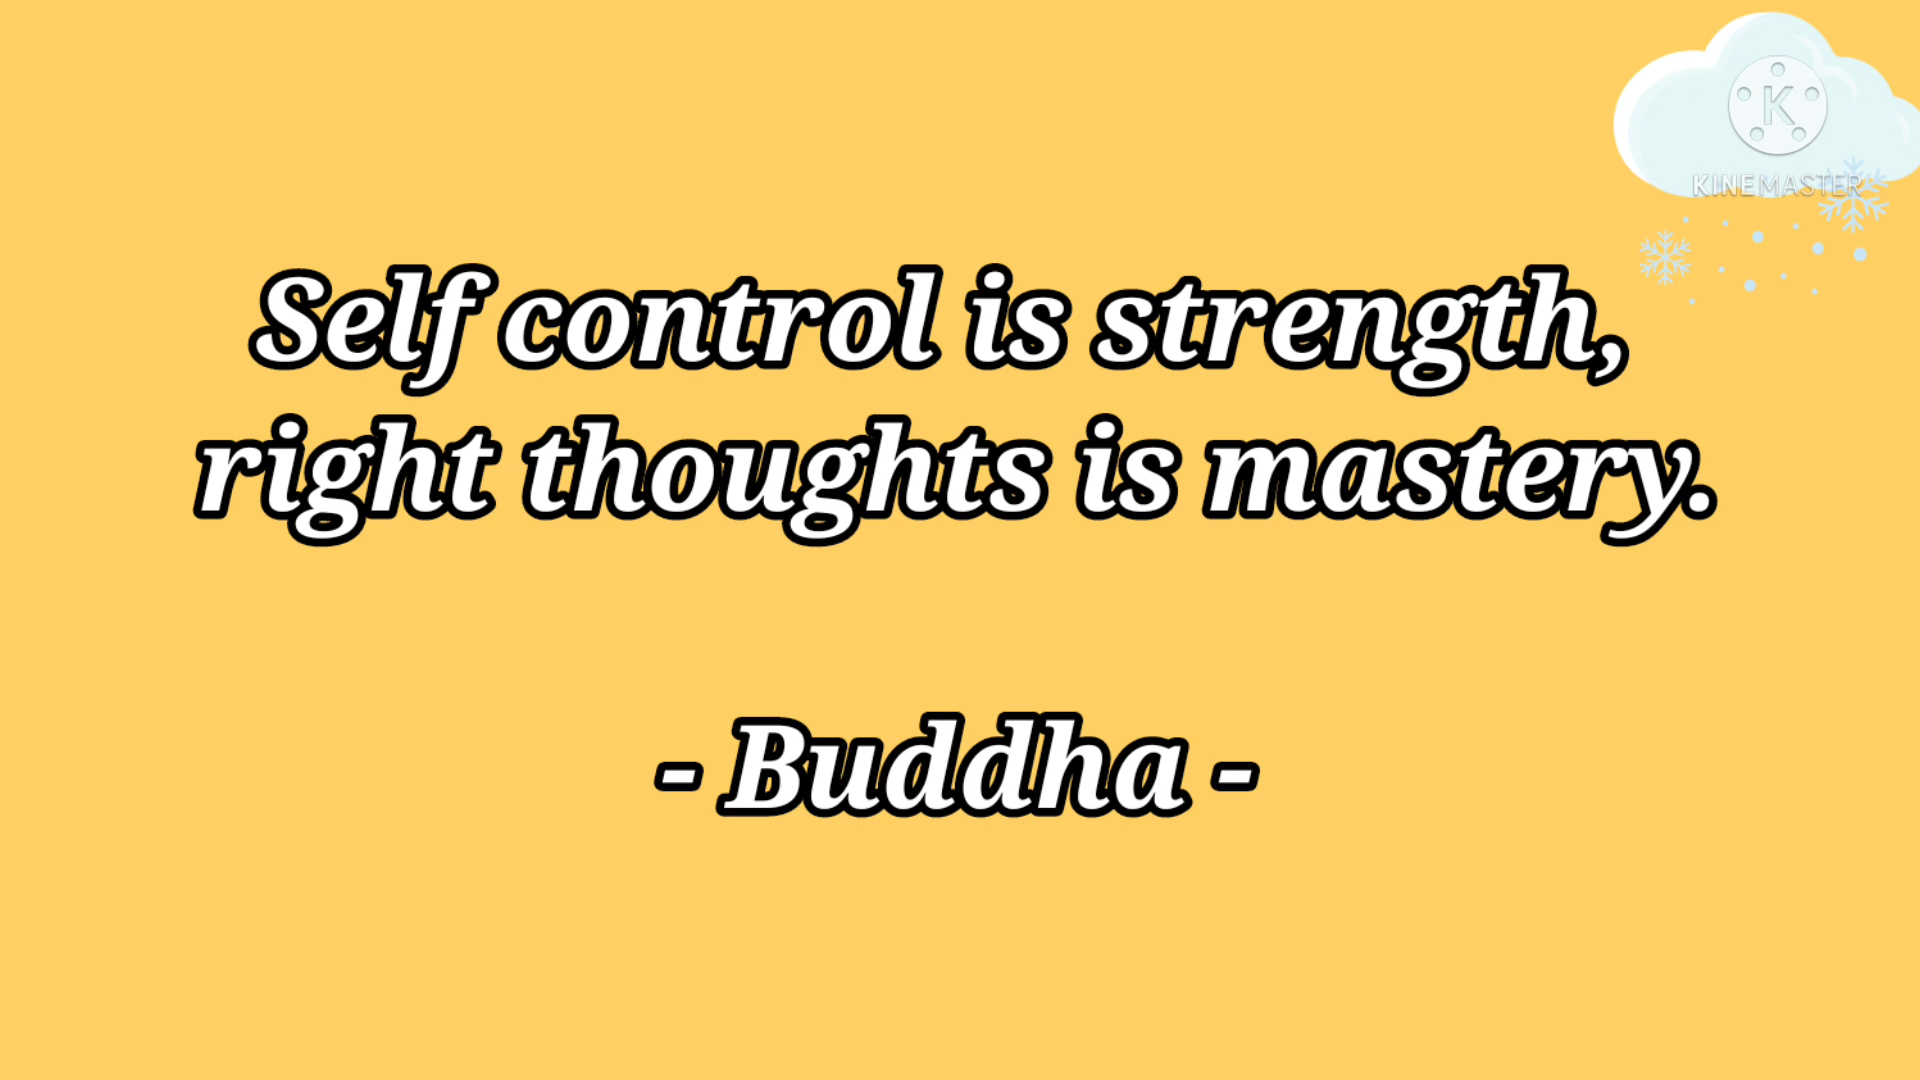 K
KINEMASTER
Self control is strength,
right thoughts is mastery.
- Buddha -